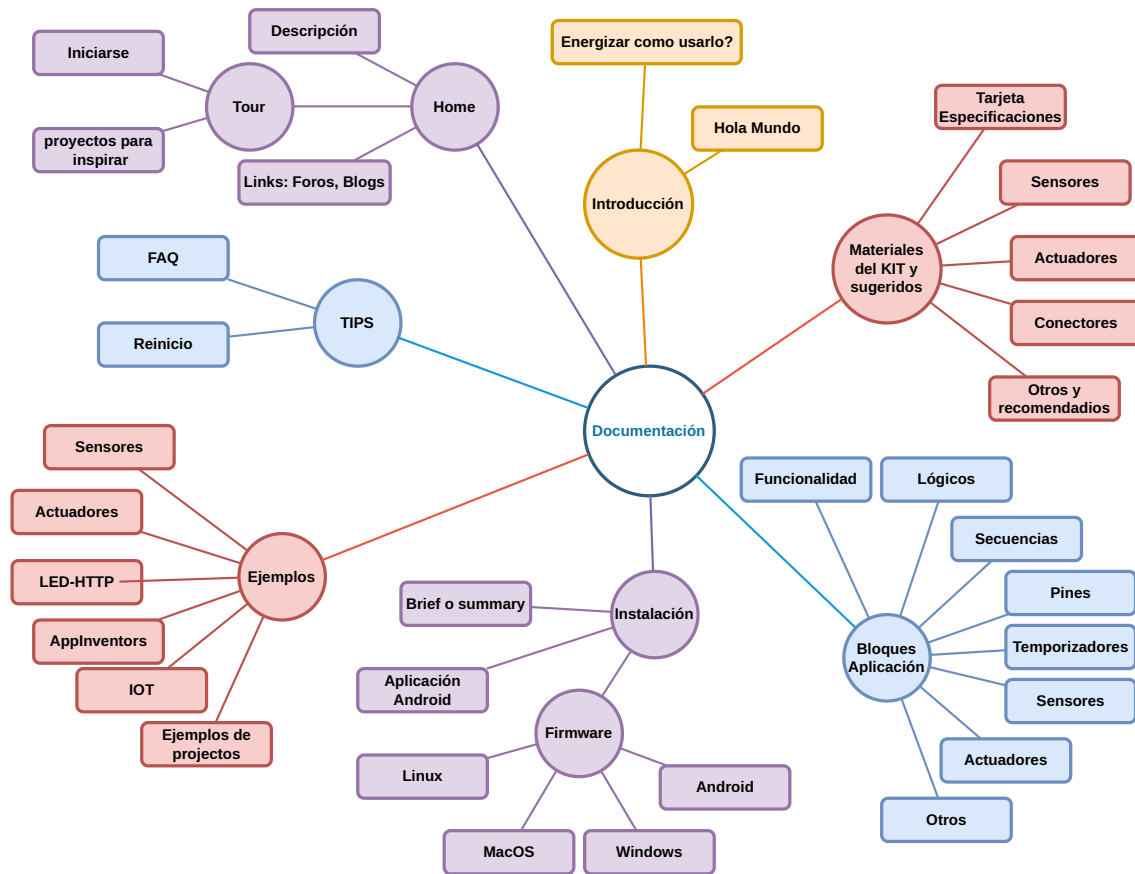 Descripción
Iniciarse
Tour
Home
proyectos para
inspirar
Links: Foros, Blogs
Energizar como usarlo?
Hola Mundo
Introducción
Tarjeta
Especificaciones
Sensores
Materiales
del KIT y
sugeridos
Actuadores
Conectores
Otros y
recomendadios
FAQ
TIPS
Reinicio
Documentación
Sensores
Actuadores
LED-HTTP
Ejemplos
AppInventors
IOT
Ejemplos de
projectos
Brief o summary
Instalación
Aplicación
Android
Firmware
Linux
Android
MacOS
Windows
Funcionalidad
Lógicos
Secuencias
Pines
Bloques
Aplicación
Temporizadores
Sensores
Actuadores
Otros